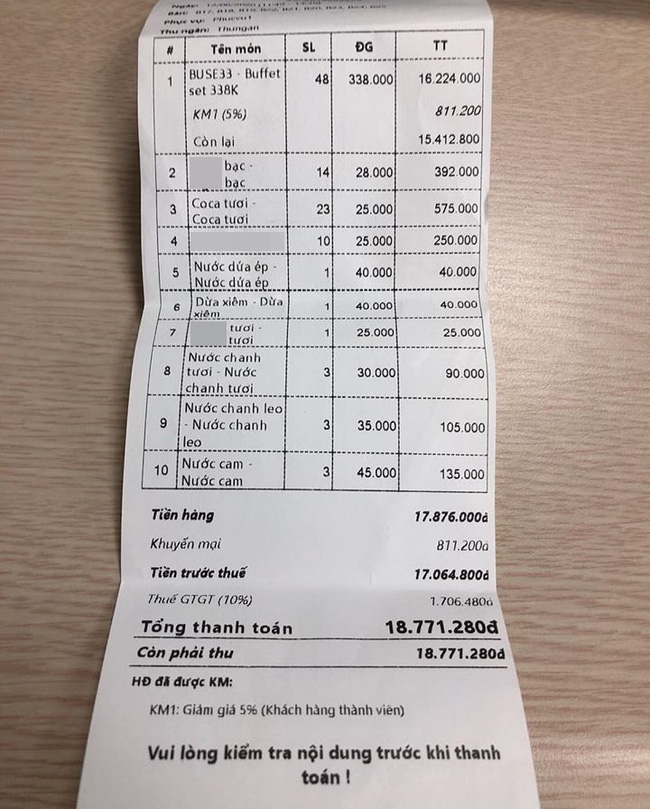 Phục vụ: Phucvu1
Thu ngân: Thungan
# Tên món SL ĐG TT
1 BUSE33 - Buffet set 338K 48 338.000 16.224.000
KM1 (5%) 811.200
Còn lại 15.412.800
2 bạc - bạc 14 28.000 392.000
3 Coca tươi - Coca tươi 23 25.000 575.000
4 10 25.000 250.000
5 Nước dứa ép - Nước dứa ép 1 40.000 40.000
6 Dừa xiêm - Dừa xiêm 1 40.000 40.000
7 tươi - tươi 1 25.000 25.000
8 Nước chanh tươi - Nước chanh tươi 3 30.000 90.000
9 Nước chanh leo - Nước chanh leo 3 35.000 105.000
10 Nước cam - Nước cam 3 45.000 135.000
Tiền hàng 17.876.000đ
Khuyến mại 811.200đ
Tiền trước thuế 17.064.800đ
Thuế GTGT (10%) 1.706.480đ
Tổng thanh toán 18.771.280đ
Còn phải thu 18.771.280đ
HĐ đã được KM:
KM1: Giảm giá 5% (Khách hàng thành viên)
Vui lòng kiểm tra nội dung trước khi thanh
toán !